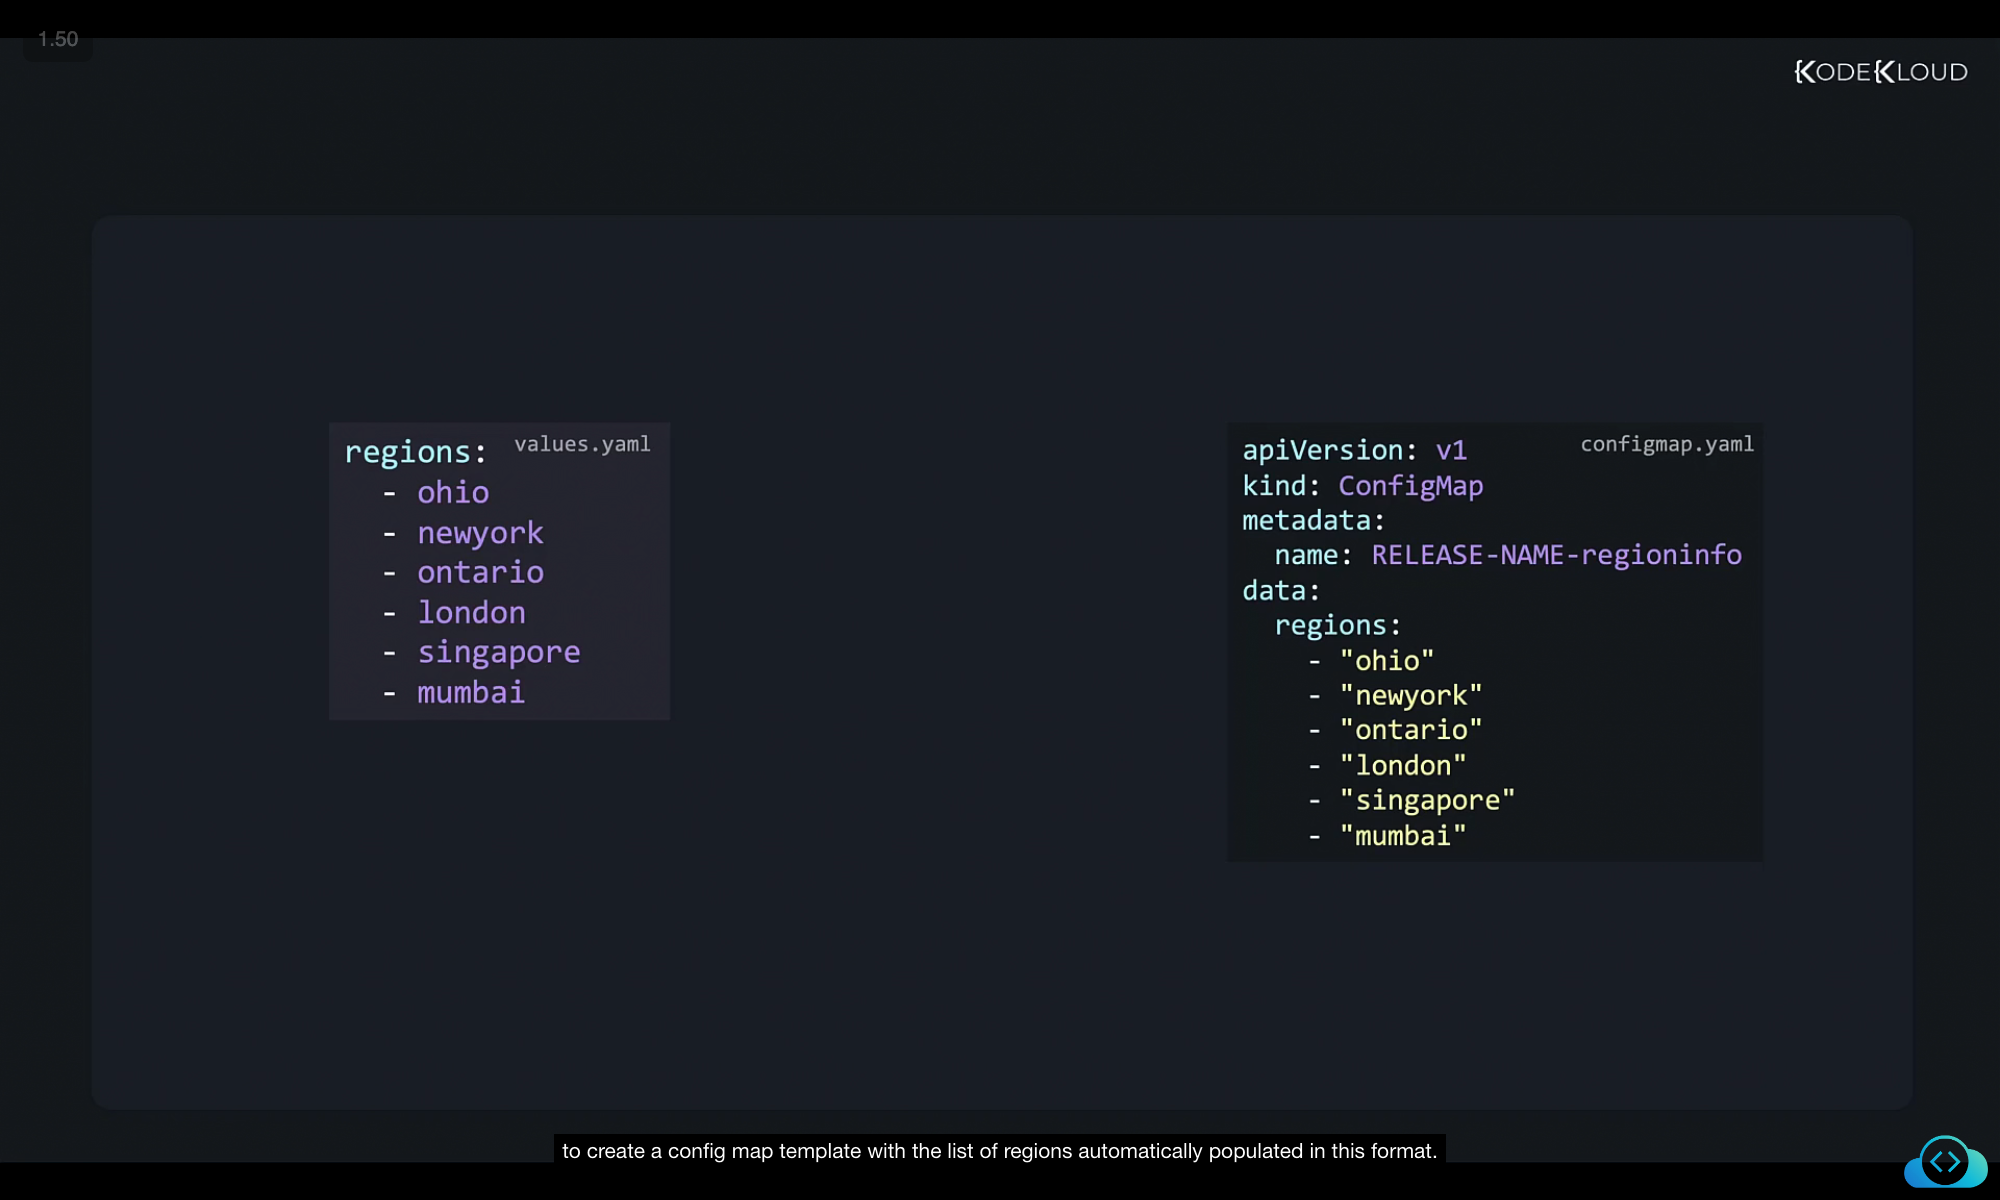 1.50
KODEKLOUD
regions: values.yaml
- ohio
- newyork
- ontario
- london
- singapore
- mumbai
apiVersion: v1 configmap.yaml
kind: ConfigMap
metadata:
name: RELEASE-NAME-regioninfo
data:
regions:
- "ohio"
- "newyork"
- "ontario"
- "london"
- "singapore"
- "mumbai"
to create a config map template with the list of regions automatically populated in this format.